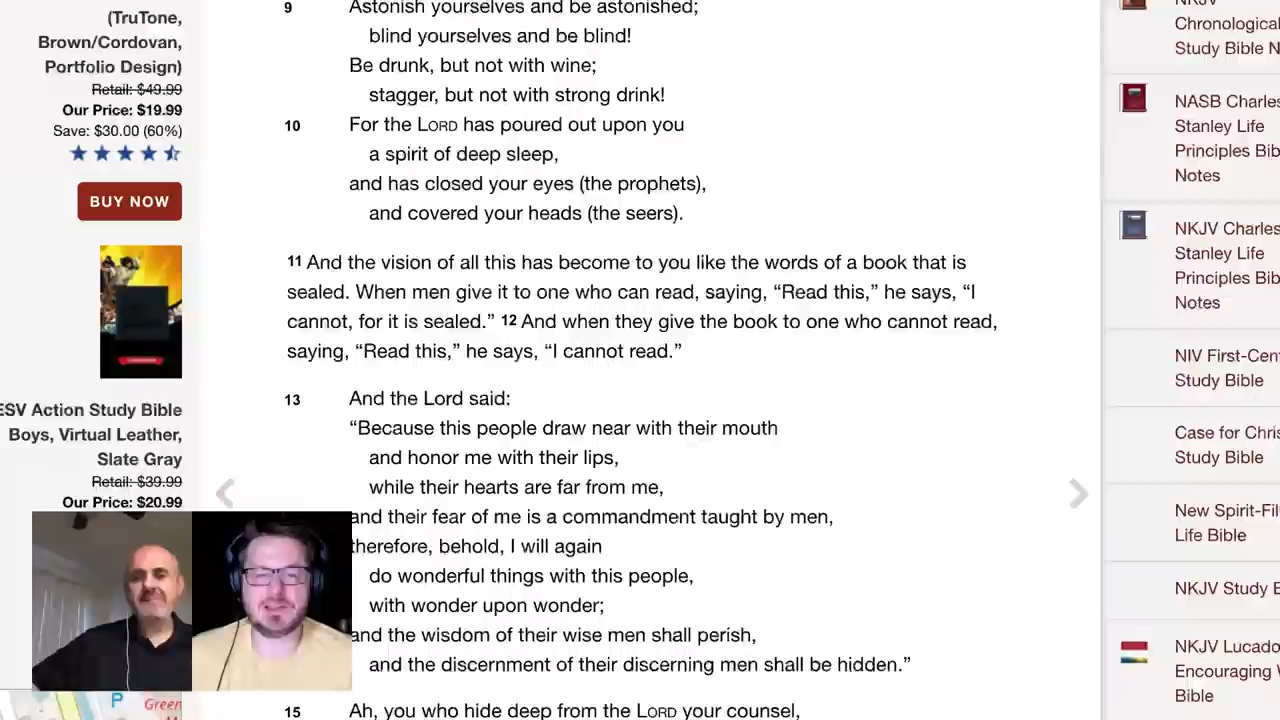 (TruTone,
Brown/Cordovan,
Portfolio Design)
Retail: $49.99
Our Price: $19.99
Save: $30.00 (60%)
BUY NOW
ESV Action Study Bible
Boys, Virtual Leather,
Slate Gray
Retail: $39.99
Our Price: $20.99
P
Green
9 Astonish yourselves and be astonished;
blind yourselves and be blind!
Be drunk, but not with wine;
stagger, but not with strong drink!
10 For the LORD has poured out upon you
a spirit of deep sleep,
and has closed your eyes (the prophets),
and covered your heads (the seers).
11 And the vision of all this has become to you like the words of a book that is
sealed. When men give it to one who can read, saying, “Read this,” he says, “I
cannot, for it is sealed.” 12 And when they give the book to one who cannot read,
saying, “Read this,” he says, “I cannot read.”
13 And the Lord said:
“Because this people draw near with their mouth
and honor me with their lips,
while their hearts are far from me,
and their fear of me is a commandment taught by men,
therefore, behold, I will again
do wonderful things with this people,
with wonder upon wonder;
and the wisdom of their wise men shall perish,
and the discernment of their discerning men shall be hidden.”
15 Ah, you who hide deep from the LORD your counsel,
NKJV
Chronological
Study Bible N
NASB Charles
Stanley Life
Principles Bib
Notes
NKJV Charles
Stanley Life
Principles Bib
Notes
NIV First-Cen
Study Bible
Case for Chris
Study Bible
New Spirit-Fil
Life Bible
NKJV Study B
NKJV Lucado
Encouraging W
Bible